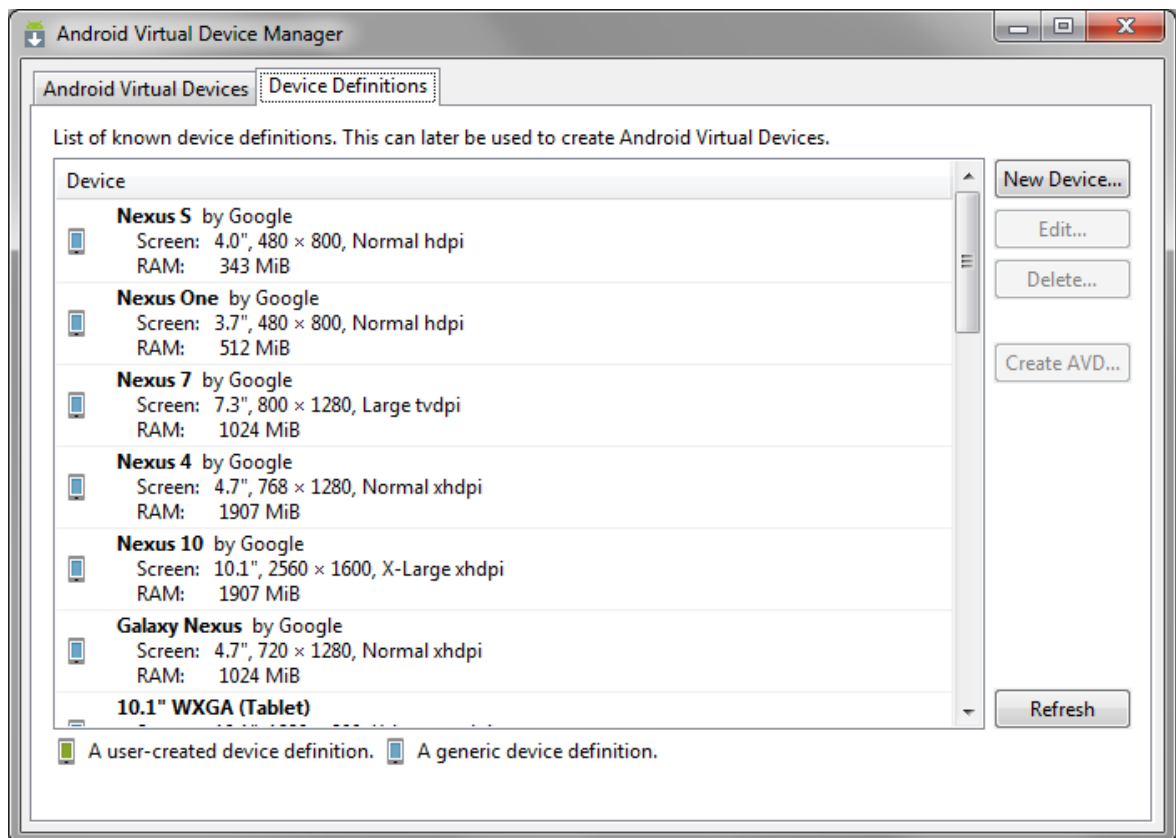 Android Virtual Device Manager
Android Virtual Devices
Device Definitions
List of known device definitions. This can later be used to create Android Virtual Devices.
Device
Nexus S by Google
Screen: 4.0", 480 × 800, Normal hdpi
RAM: 343 MiB
Nexus One by Google
Screen: 3.7", 480 × 800, Normal hdpi
RAM: 512 MiB
Nexus 7 by Google
Screen: 7.3", 800 × 1280, Large tvdpi
RAM: 1024 MiB
Nexus 4 by Google
Screen: 4.7", 768 × 1280, Normal xhdpi
RAM: 1907 MiB
Nexus 10 by Google
Screen: 10.1", 2560 × 1600, X-Large xhdpi
RAM: 1907 MiB
Galaxy Nexus by Google
Screen: 4.7", 720 × 1280, Normal xhdpi
RAM: 1024 MiB
10.1" WXGA (Tablet)
New Device...
Edit...
Delete...
Create AVD...
Refresh
A user-created device definition.
A generic device definition.